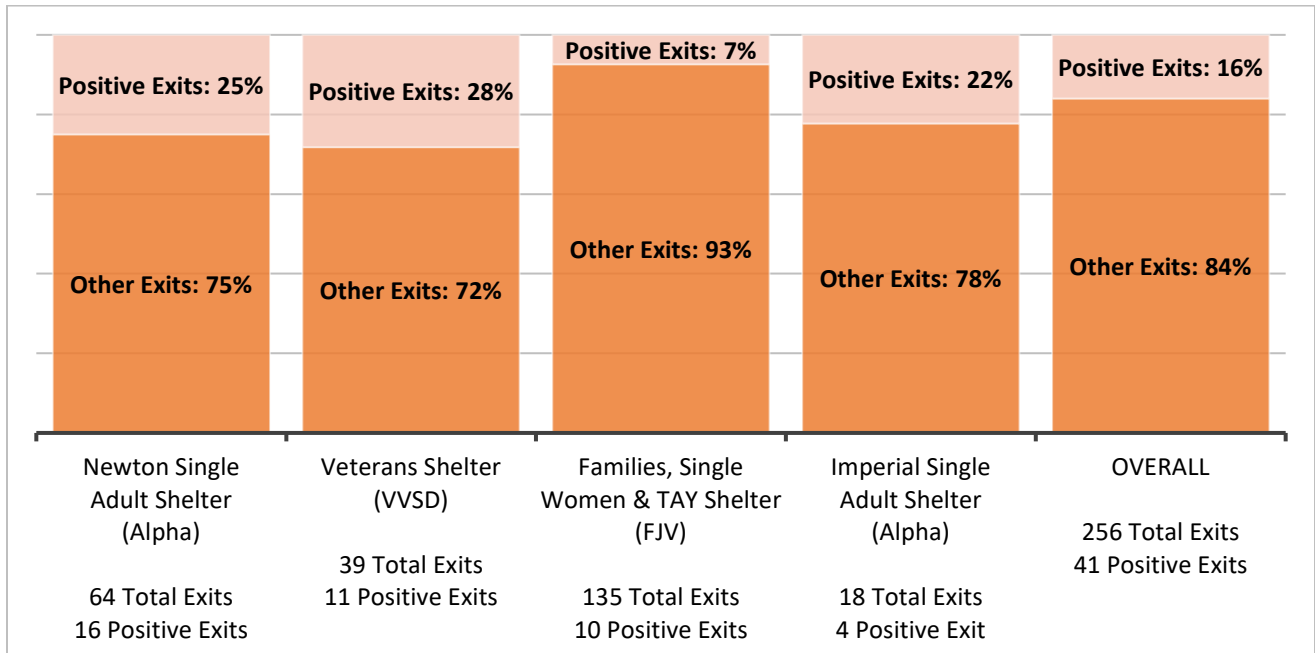 Positive Exits: 25%
Other Exits: 75%
Positive Exits: 28%
Other Exits: 72%
Positive Exits: 7%
Other Exits: 93%
Positive Exits: 22%
Other Exits: 78%
Positive Exits: 16%
Other Exits: 84%
Newton Single
Adult Shelter
(Alpha)
64 Total Exits
16 Positive Exits
Veterans Shelter
(VVSD)
39 Total Exits
11 Positive Exits
Families, Single
Women & TAY Shelter
(FJV)
135 Total Exits
10 Positive Exits
Imperial Single
Adult Shelter
(Alpha)
18 Total Exits
4 Positive Exit
OVERALL
256 Total Exits
41 Positive Exits